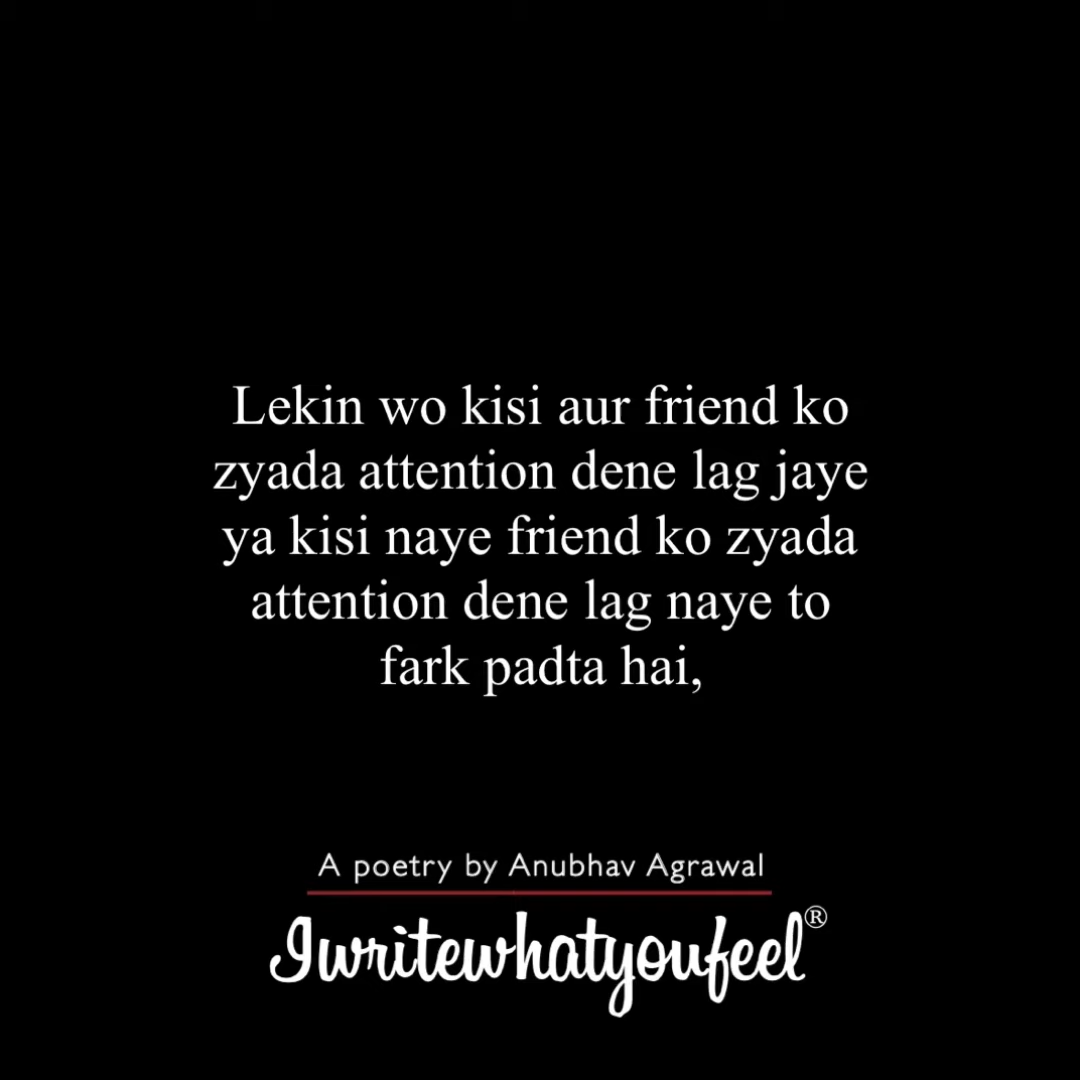 Lekin wo kisi aur friend ko
zyada attention dene lag jaye
ya kisi naye friend ko zyada
attention dene lag naye to
fark padta hai,
A poetry by Anubhav Agrawal
Iwritewhatyoufeel®